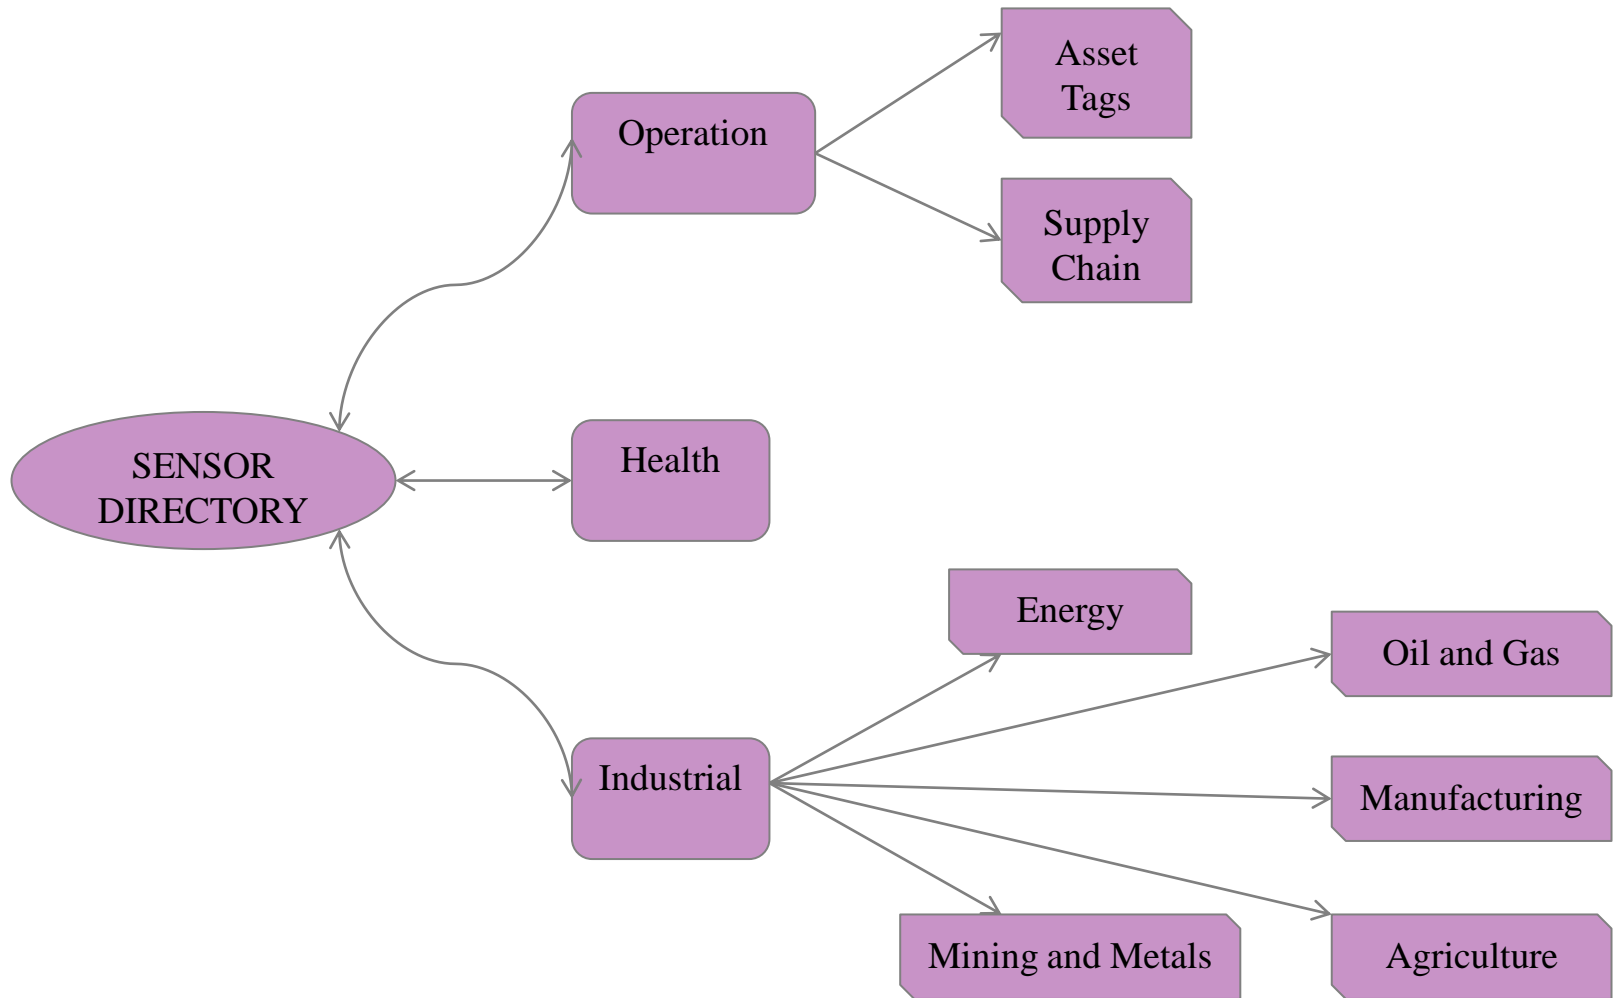 Asset
Tags
Operation
Supply
Chain
SENSOR
DIRECTORY
Health
Energy
Oil and Gas
Industrial
Manufacturing
Mining and Metals
Agriculture